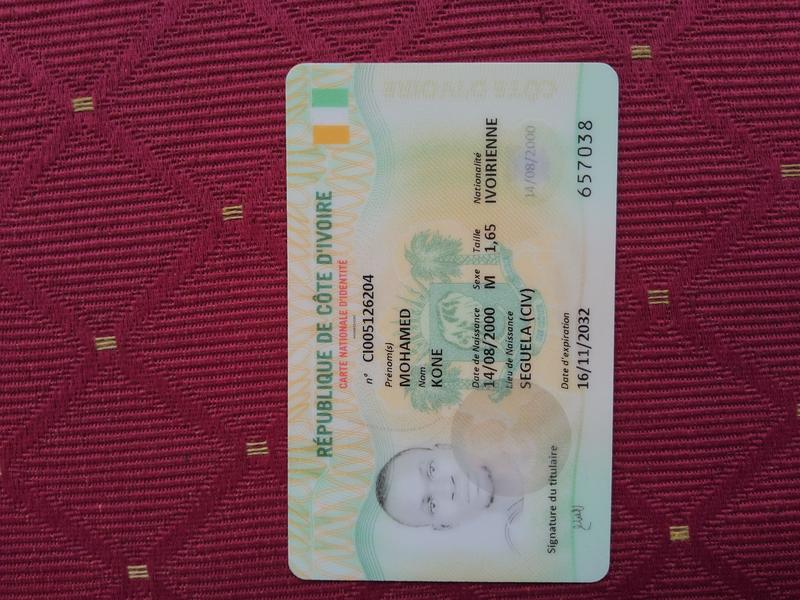 CÔTE D'IVOIRE
RÉPUBLIQUE DE CÔTE D'IVOIRE
CARTE NATIONALE D'IDENTITÉ
n° CI005126204
Prénom(s)
MOHAMED
Nom
KONE
Date de Naissance Sexe Taille Nationalité
14/08/2000 M 1,65 IVOIRIENNE
Lieu de Naissance
SEGUELA (CIV)
14/08/2000
Date d'expiration
16/11/2032
657038
Signature du titulaire